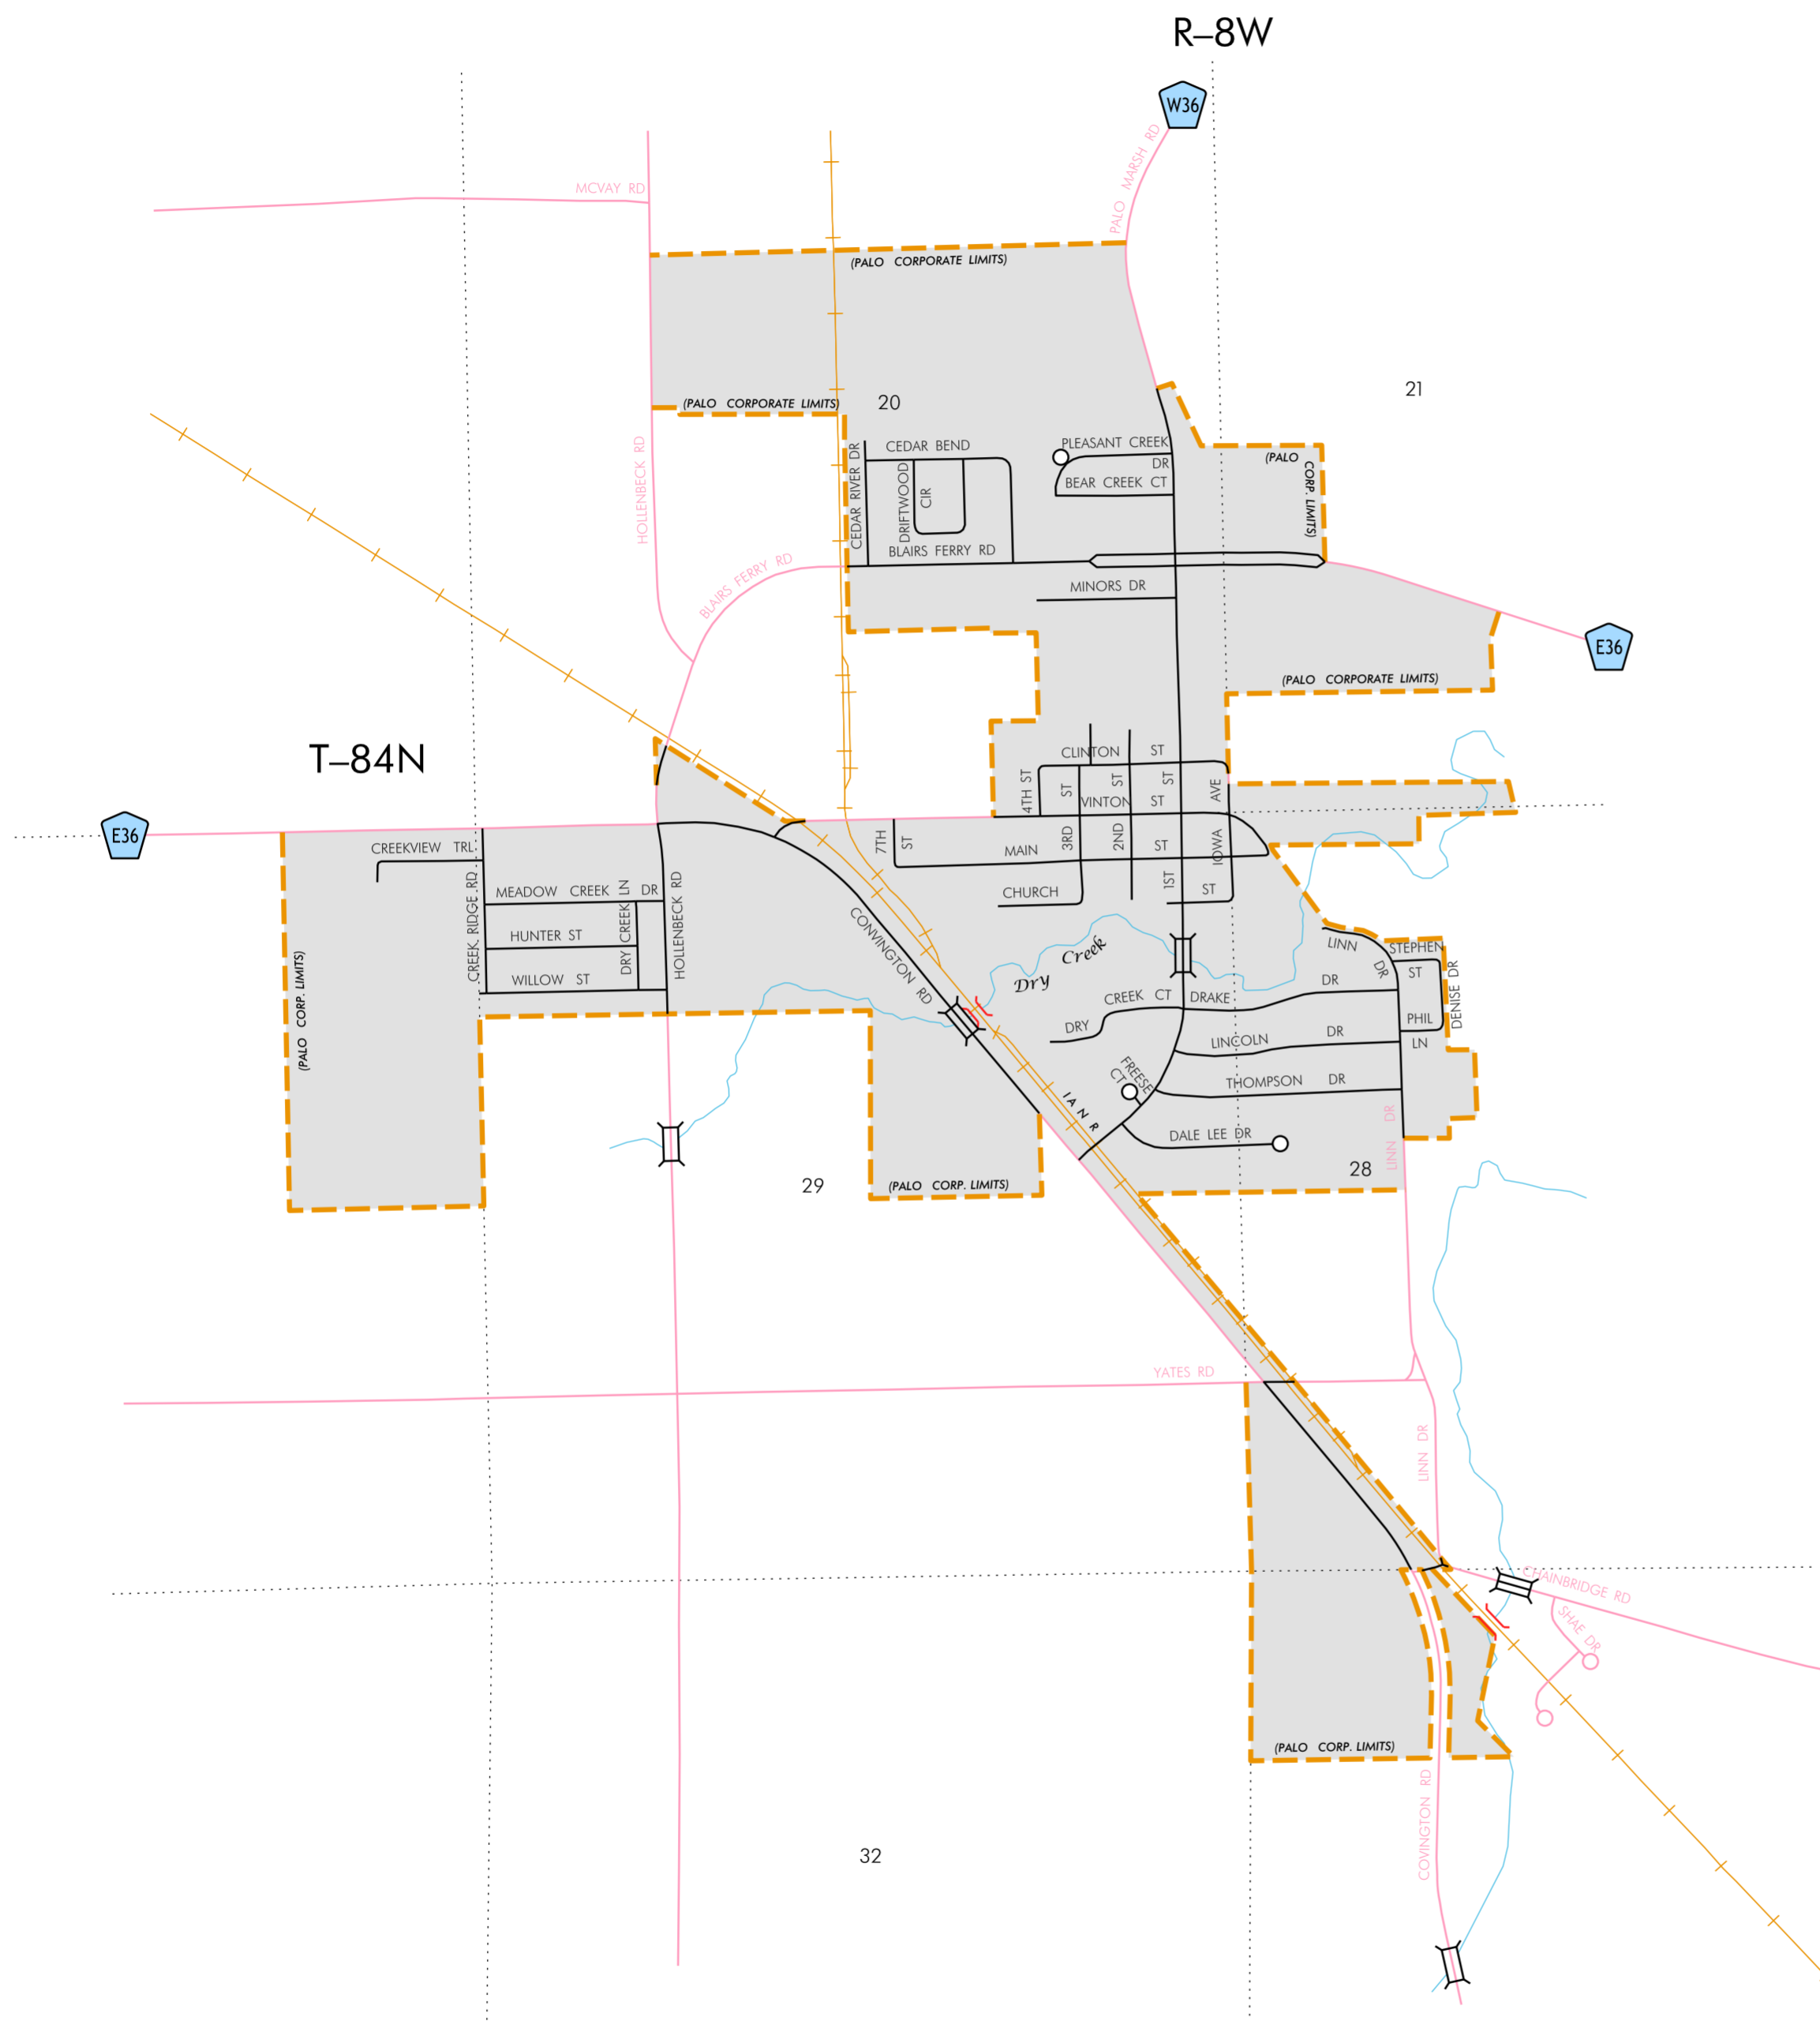 R–8W
W36
PALO MARSH RD
MCVAY RD
(PALO CORPORATE LIMITS)
21
(PALO CORPORATE LIMITS)
20
HOLLENBECK RD
CEDAR RIVER DR
CEDAR BEND
DRIFTWOOD
CIR
PLEASANT CREEK
DR
BEAR CREEK CT
(PALO
CORP. LIMITS)
BLAIRS FERRY RD
BLAIRS FERRY RD
MINORS DR
E36
(PALO CORPORATE LIMITS)
T–84N
CLINTON ST
4TH ST
ST
ST
ST
AVE
VINTON ST
E36
7TH
ST
3RD
2ND
IOWA
MAIN ST
1ST
CHURCH
ST
CREEKVIEW TRL
CREEK RIDGE RD
MEADOW CREEK LN DR
HUNTER ST
DRY CREEK
WILLOW ST
HOLLENBECK RD
(PALO CORP. LIMITS)
CONVINGTON RD
Dry Creek
LINN
DR
STEPHEN
ST
DENISE DR
DRY CREEK CT
DRAKE DR
PHIL
LN
LINCOLN DR
FREESE
CT
THOMPSON DR
IANR
DALE LEE DR
LINN DR
29
(PALO CORP. LIMITS)
28
YATES RD
LINN DR
CHAINBRIDGE RD
SHAE DR
(PALO CORP. LIMITS)
COVINGTON RD
32